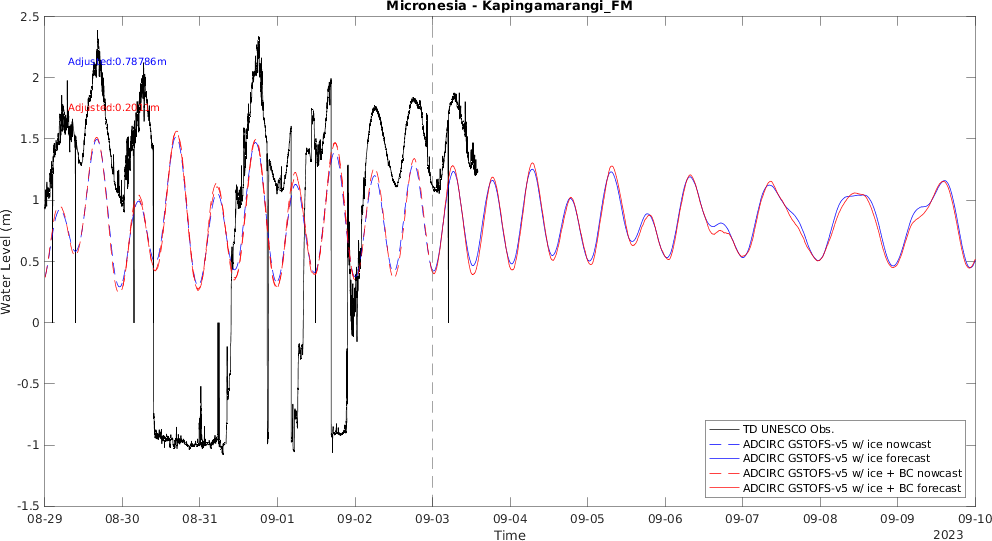 Micronesia - Kapingamarangi_FM
2.5
2
1.5
1
0.5
0
-0.5
-1
-1.5
Water Level (m)
Adjusted:0.78786m
08-29
08-30
08-31
09-01
09-02
09-03
09-04
09-05
09-06
09-07
09-08
09-09
09-10
Time
2023
TD UNESCO Obs.
ADCIRC GSTOFS-v5 w/ ice nowcast
ADCIRC GSTOFS-v5 w/ ice forecast
ADCIRC GSTOFS-v5 w/ ice + BC nowcast
ADCIRC GSTOFS-v5 w/ ice + BC forecast